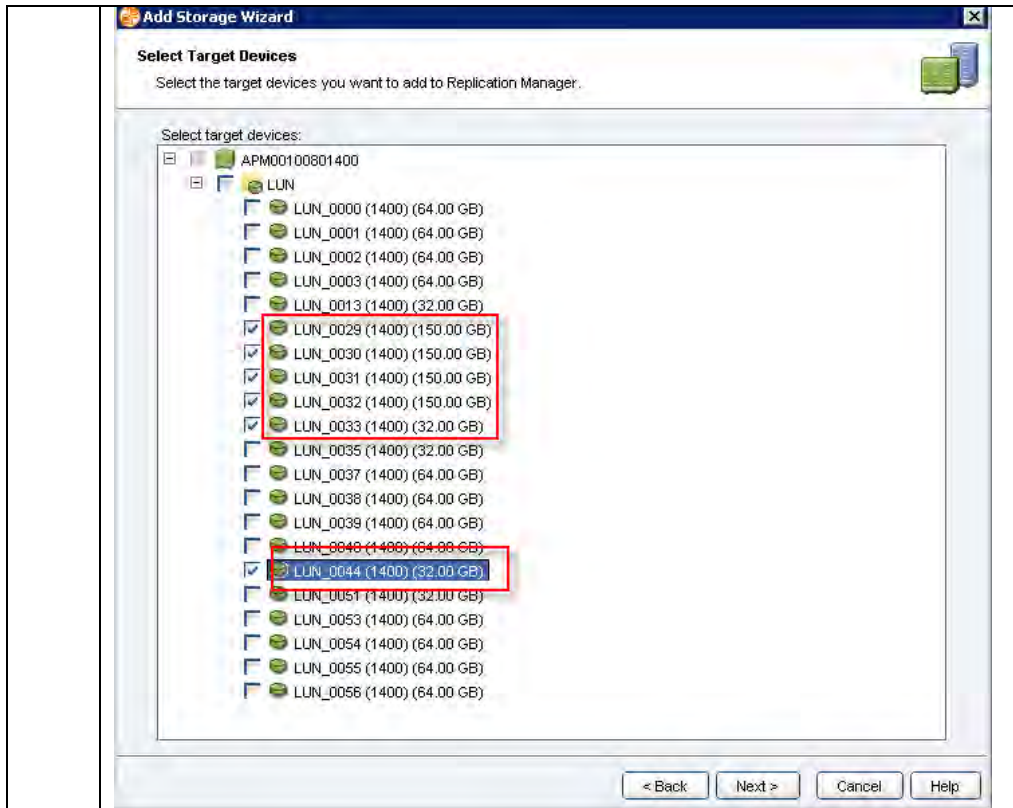 Add Storage Wizard
Select Target Devices
Select the target devices you want to add to Replication Manager.
Select target devices:
APM00100801400
LUN
LUN_0000 (1400) (64.00 GB)
LUN_0001 (1400) (64.00 GB)
LUN_0002 (1400) (64.00 GB)
LUN_0003 (1400) (64.00 GB)
LUN_0013 (1400) (32.00 GB)
LUN_0029 (1400) (150.00 GB)
LUN_0030 (1400) (150.00 GB)
LUN_0031 (1400) (150.00 GB)
LUN_0032 (1400) (150.00 GB)
LUN_0033 (1400) (32.00 GB)
LUN_0035 (1400) (32.00 GB)
LUN_0037 (1400) (64.00 GB)
LUN_0038 (1400) (64.00 GB)
LUN_0039 (1400) (64.00 GB)
LUN_0040 (1400) (64.00 GB)
LUN_0044 (1400) (32.00 GB)
LUN_0051 (1400) (32.00 GB)
LUN_0053 (1400) (64.00 GB)
LUN_0054 (1400) (64.00 GB)
LUN_0055 (1400) (64.00 GB)
LUN_0056 (1400) (64.00 GB)
< Back Next > Cancel Help